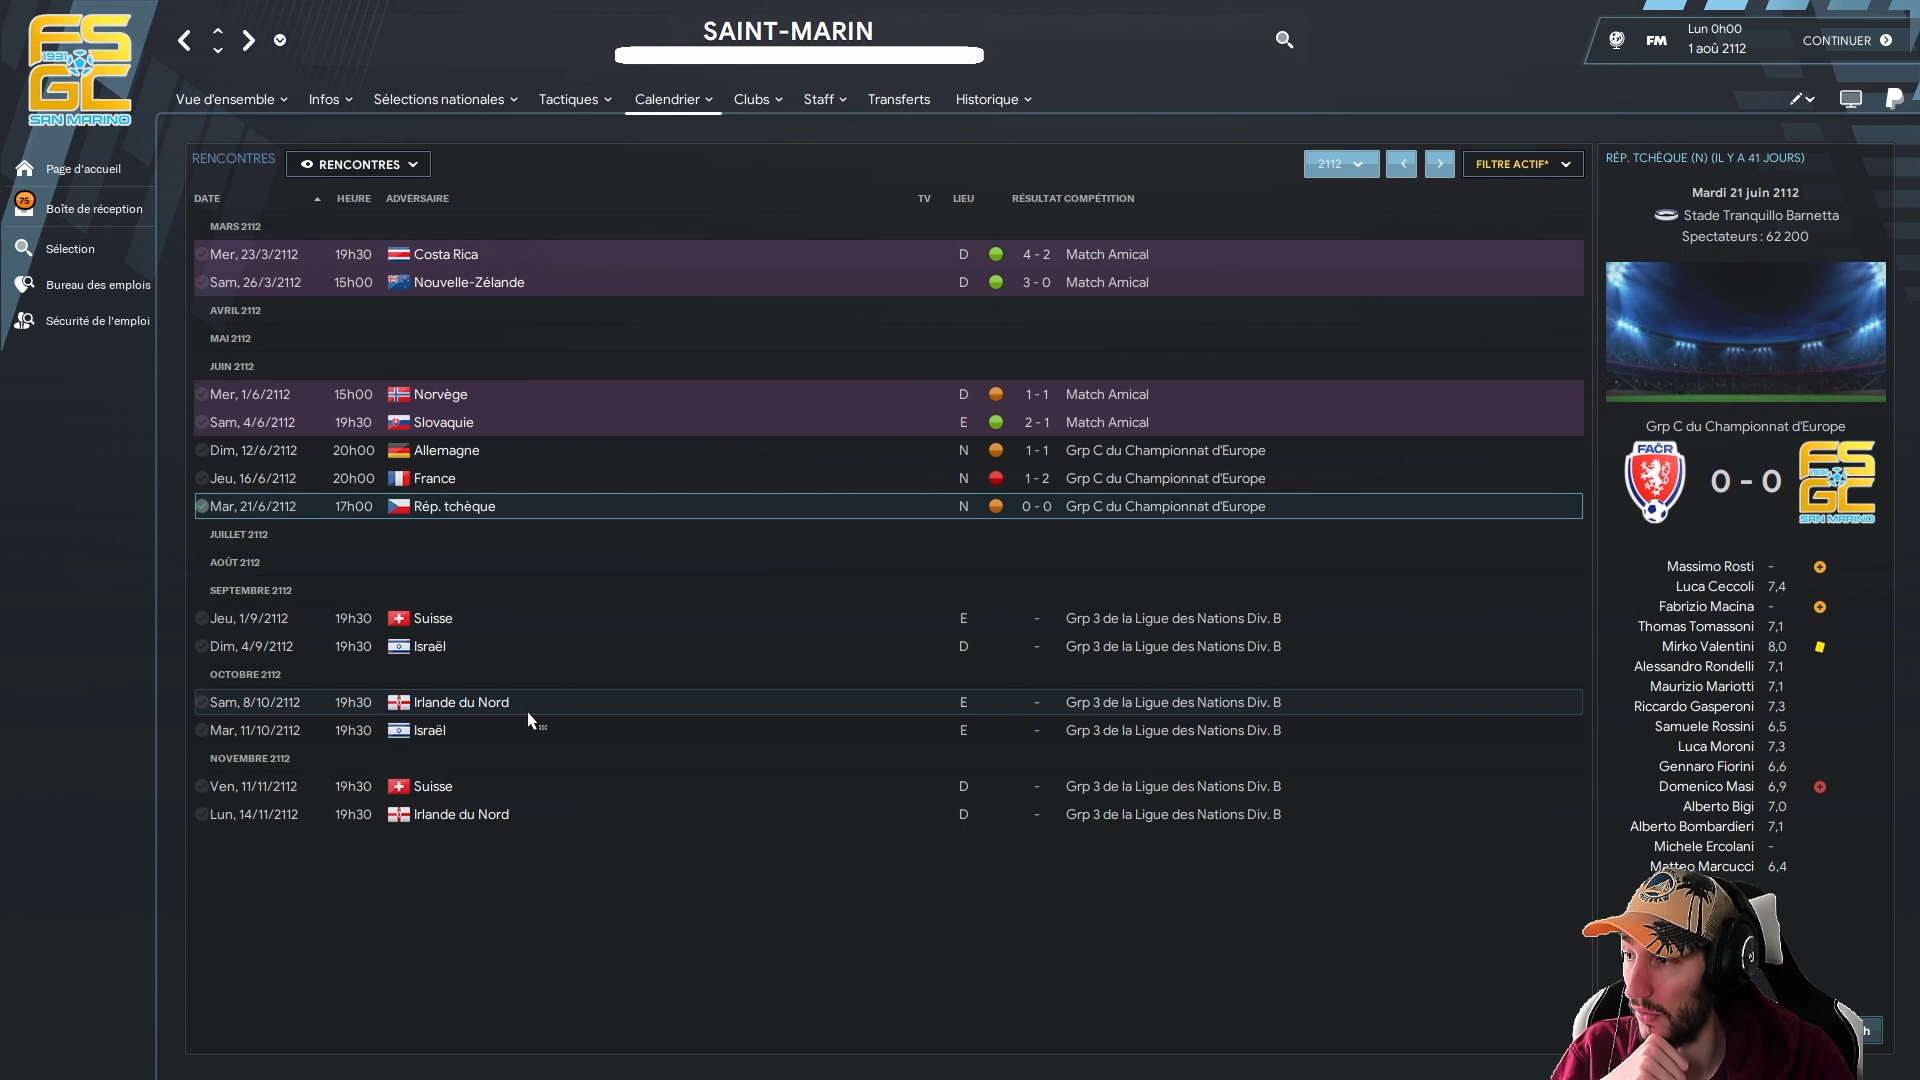 FSGC
1931
SAN MARINO
SAINT-MARIN
FM
Lun 0h00
1 aoû 2112
CONTINUER
Vue d'ensemble
Infos
Sélections nationales
Tactiques
Calendrier
Clubs
Staff
Transferts
Historique
Page d'accueil
75
Boîte de réception
Sélection
Bureau des emplois
Sécurité de l'emploi
RENCONTRES
RENCONTRES
2112
FILTRE ACTIF*
DATE HEURE ADVERSAIRE TV LIEU RÉSULTAT COMPÉTITION
MARS 2112
Mer, 23/3/2112 19h30 Costa Rica D 4 - 2 Match Amical
Sam, 26/3/2112 15h00 Nouvelle-Zélande D 3 - 0 Match Amical
AVRIL 2112
MAI 2112
JUIN 2112
Mer, 1/6/2112 15h00 Norvège D 1 - 1 Match Amical
Sam, 4/6/2112 19h30 Slovaquie E 2 - 1 Match Amical
Dim, 12/6/2112 20h00 Allemagne N 1 - 1 Grp C du Championnat d'Europe
Jeu, 16/6/2112 20h00 France N 1 - 2 Grp C du Championnat d'Europe
Mar, 21/6/2112 17h00 Rép. tchèque N 0 - 0 Grp C du Championnat d'Europe
JUILLET 2112
AOÛT 2112
SEPTEMBRE 2112
Jeu, 1/9/2112 19h30 Suisse E - Grp 3 de la Ligue des Nations Div. B
Dim, 4/9/2112 19h30 Israël D - Grp 3 de la Ligue des Nations Div. B
OCTOBRE 2112
Sam, 8/10/2112 19h30 Irlande du Nord E - Grp 3 de la Ligue des Nations Div. B
Mar, 11/10/2112 19h30 Israël E - Grp 3 de la Ligue des Nations Div. B
NOVEMBRE 2112
Ven, 11/11/2112 19h30 Suisse D - Grp 3 de la Ligue des Nations Div. B
Lun, 14/11/2112 19h30 Irlande du Nord D - Grp 3 de la Ligue des Nations Div. B
RÉP. TCHÈQUE (N) (IL Y A 41 JOURS)
Mardi 21 juin 2112
Stade Tranquillo Barnetta
Spectateurs : 62 200
Grp C du Championnat d'Europe
FAČR
0 - 0
FSGC
1931
SAN MARINO
Massimo Rosti -
Luca Ceccoli 7,4
Fabrizio Macina -
Thomas Tomassoni 7,1
Mirko Valentini 8,0
Alessandro Rondelli 7,1
Maurizio Mariotti 7,1
Riccardo Gasperoni 7,3
Samuele Rossini 6,5
Luca Moroni 7,3
Gennaro Fiorini 6,6
Domenico Masi 6,9
Alberto Bigi 7,0
Alberto Bombardieri 7,1
Michele Ercolani -
Matteo Marcucci 6,4
h